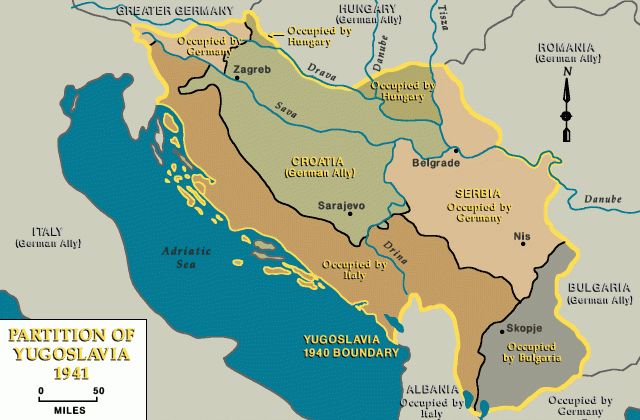 GREATER GERMANY
HUNGARY
(German Ally)
Tisza
Occupied by
Germany
Occupied by
Hungary
Danube
ROMANIA
(German Ally)
N
Zagreb
Drava
Occupied by
Hungary
Sava
CROATIA
(German Ally)
Belgrade
Sarajevo
SERBIA
Occupied by
Germany
Danube
ITALY
(German Ally)
Adriatic
Sea
Nis
Drina
Occupied by
Italy
BULGARIA
(German Ally)
PARTITION OF
YUGOSLAVIA
1941
0 50
MILES
YUGOSLAVIA
1940 BOUNDARY
Skopje
Occupied
by Bulgaria
ALBANIA
Occupied by
Italy
Occupied by
Germany